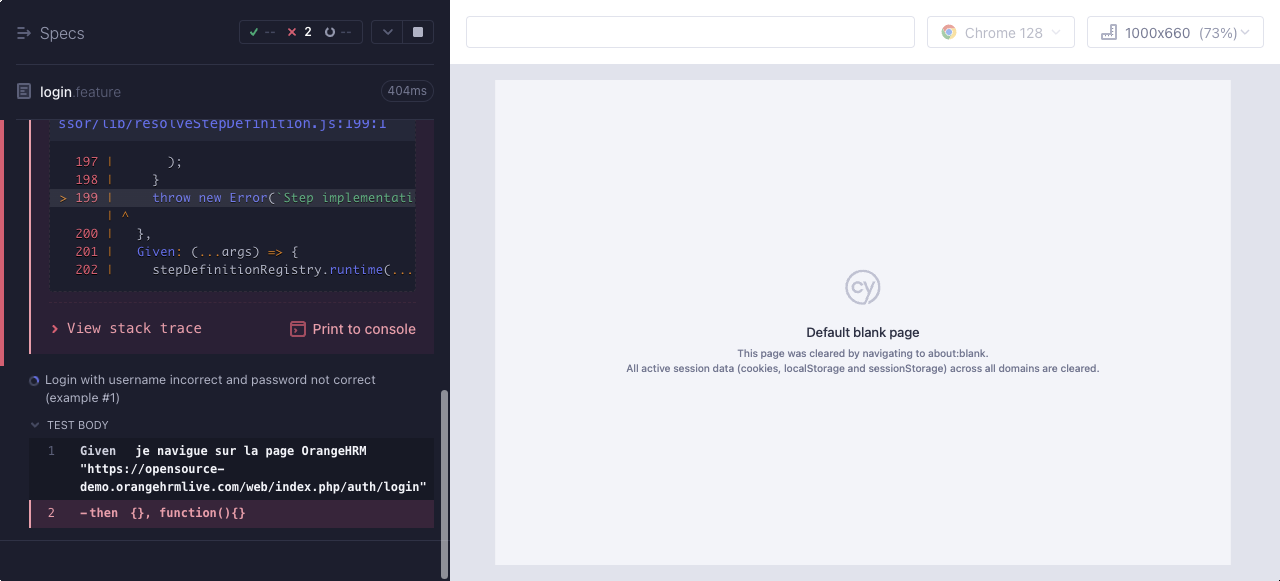 Specs
-- 2 --
Chrome 128
1000x660 (73%)
login.feature
404ms
ssor/lib/resolveStepDefinition.js:199:1
197 | );
198 | }
> 199 | throw new Error(`Step implementati
| ^
200 | },
201 | Given: (...args) => {
202 | stepDefinitionRegistry.runtime(...
View stack trace
Print to console
Login with username incorrect and password not correct
(example #1)
TEST BODY
1 Given je navigue sur la page OrangeHRM
"https://opensource-
demo.orangehrmlive.com/web/index.php/auth/login"
2 -then {}, function(){}
cy
Default blank page
This page was cleared by navigating to about:blank.
All active session data (cookies, localStorage and sessionStorage) across all domains are cleared.